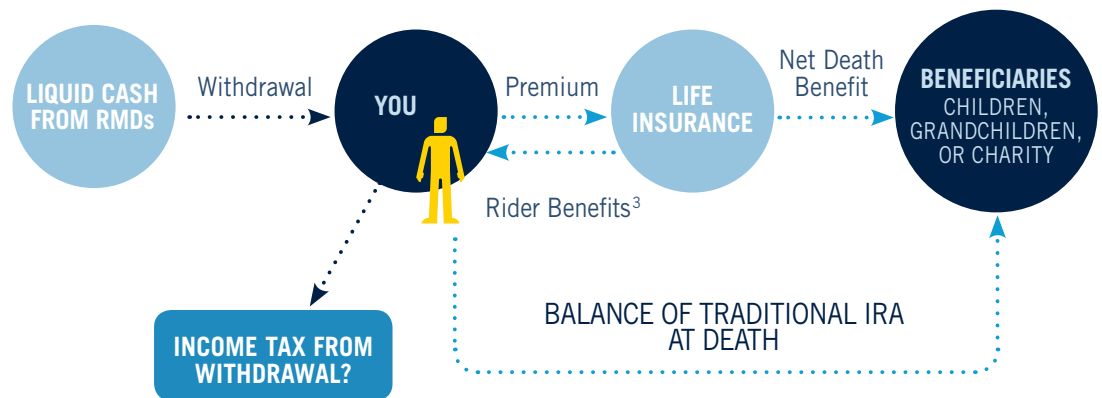 LIQUID CASH
FROM RMDs
Withdrawal
YOU
Premium
Rider Benefits³
LIFE
INSURANCE
Net Death
Benefit
BENEFICIARIES
CHILDREN,
GRANDCHILDREN,
OR CHARITY
INCOME TAX FROM
WITHDRAWAL?
BALANCE OF TRADITIONAL IRA
AT DEATH